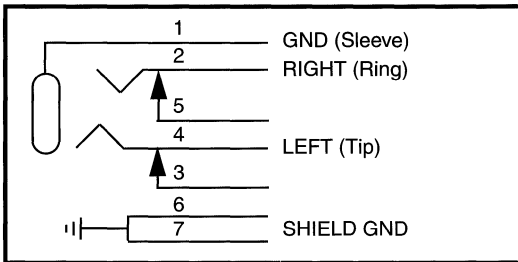 1 GND (Sleeve)
2 RIGHT (Ring)
5
4 LEFT (Tip)
3
6
7 SHIELD GND